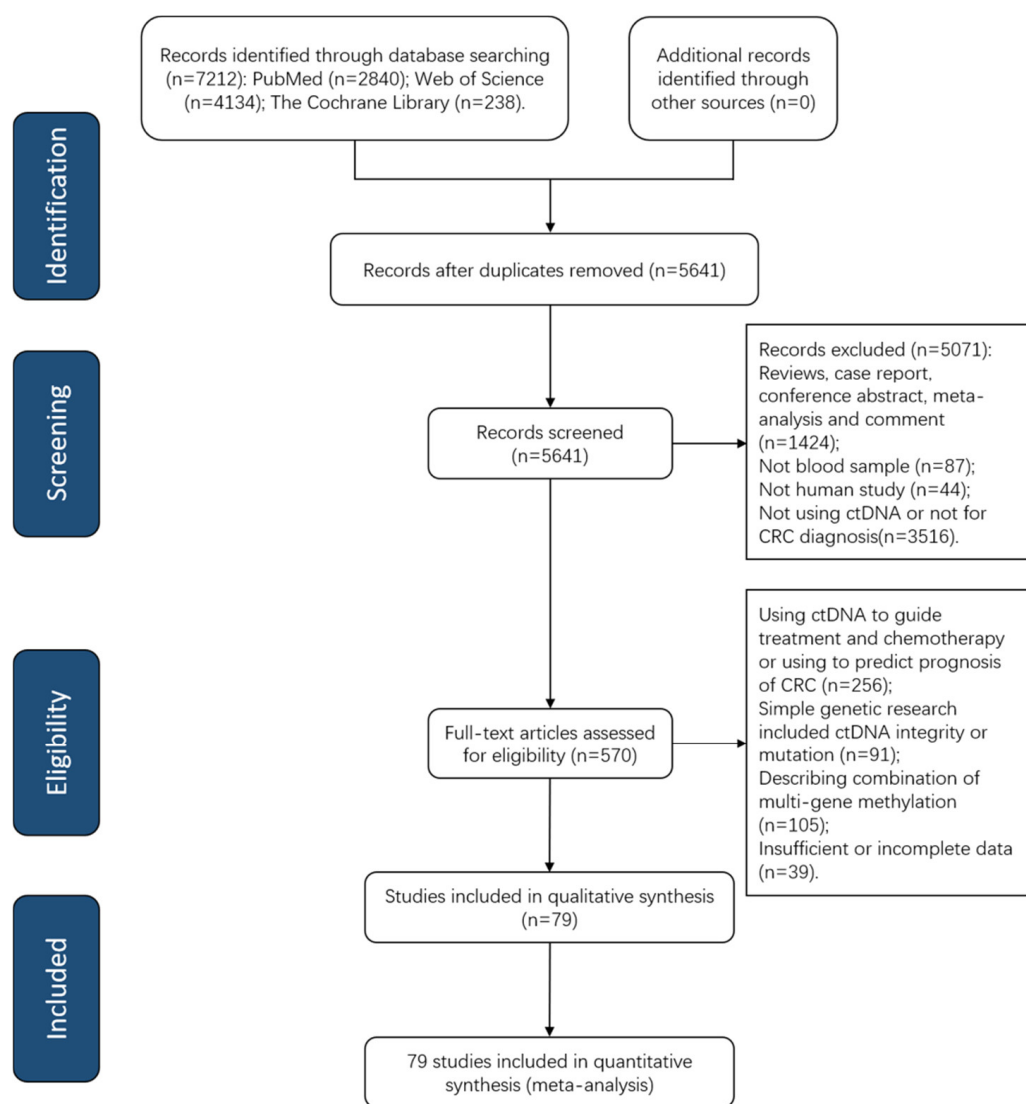 Records identified through database searching
(n=7212): PubMed (n=2840); Web of Science
(n=4134); The Cochrane Library (n=238).
Additional records
identified through
other sources (n=0)
Identification
Records after duplicates removed (n=5641)
Screening
Records screened
(n=5641)
Records excluded (n=5071):
Reviews, case report,
conference abstract, meta-
analysis and comment
(n=1424);
Not blood sample (n=87);
Not human study (n=44);
Not using ctDNA or not for
CRC diagnosis(n=3516).
Eligibility
Full-text articles assessed
for eligibility (n=570)
Using ctDNA to guide
treatment and chemotherapy
or using to predict prognosis
of CRC (n=256);
Simple genetic research
included ctDNA integrity or
mutation (n=91);
Describing combination of
multi-gene methylation
(n=105);
Insufficient or incomplete data
(n=39).
Included
Studies included in qualitative synthesis
(n=79)
79 studies included in quantitative
synthesis (meta-analysis)